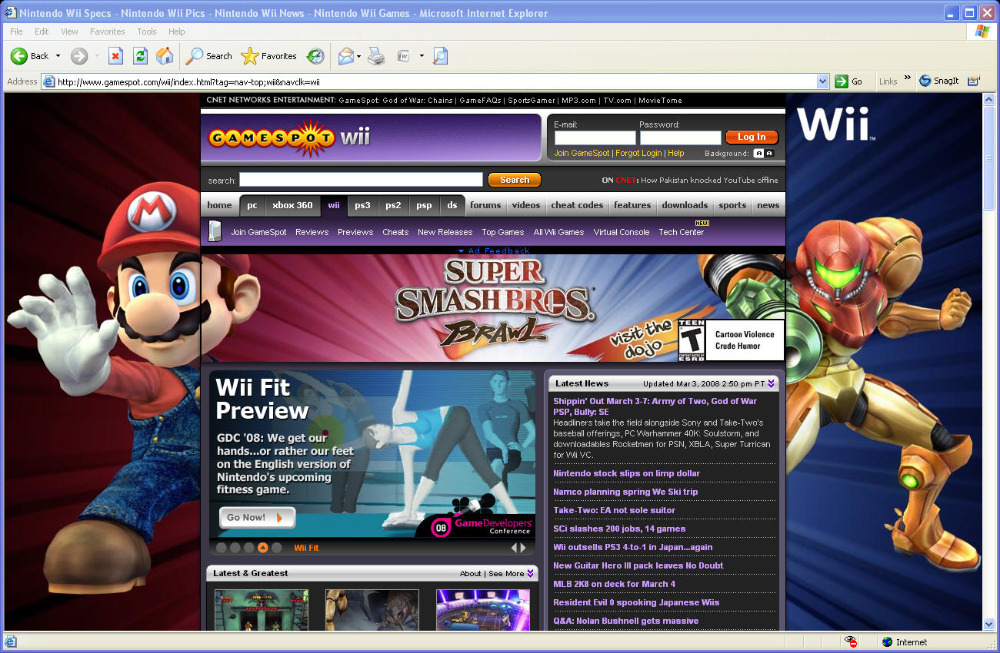 Nintendo Wii Specs - Nintendo Wii Pics - Nintendo Wii News - Nintendo Wii Games - Microsoft Internet Explorer
File Edit View Favorites Tools Help
Back Search Favorites
Address http://www.gamespot.com/wii/index.html?tag=nav-top;wii&navclk=wii Go Links » SnagIt
CNET NETWORKS ENTERTAINMENT: GameSpot: God of War: Chains | GameFAQs | SportsGamer | MP3.com | TV.com | MovieTome
Wii™
GAMESPOT wii
E-mail: Password:
Log In
Join GameSpot | Forgot Login | Help Background: A A
search: Search ON CNET: How Pakistan knocked YouTube offline
home pc xbox 360 wii ps3 ps2 psp ds forums videos cheat codes features downloads sports news
NEW!
Join GameSpot Reviews Previews Cheats New Releases Top Games All Wii Games Virtual Console Tech Center
Ad Feedback
M
SUPER
SMASH BROS.®
BRAWL
visit the
dojo
TEEN
T
CONTENT RATED BY
ESRB
Cartoon Violence
Crude Humor
Wii Fit
Preview
GDC '08: We get our
hands...or rather our feet
on the English version of
Nintendo's upcoming
fitness game.
Go Now!
08 GameDevelopers
Conference
Wii Fit
Latest & Greatest About | See More
Latest News Updated Mar 3, 2008 2:50 pm PT
Shippin' Out March 3-7: Army of Two, God of War
PSP, Bully: SE
Headliners take the field alongside Sony and Take-Two's
baseball offerings, PC Warhammer 40K: Soulstorm, and
downloadables Rocketmen for PSN, XBLA, Super Turrican
for Wii VC.
Nintendo stock slips on limp dollar
Namco planning spring We Ski trip
Take-Two: EA not sole suitor
SCi slashes 200 jobs, 14 games
Wii outsells PS3 4-to-1 in Japan...again
New Guitar Hero III pack leaves No Doubt
MLB 2K8 on deck for March 4
Resident Evil 0 spooking Japanese Wiis
Q&A: Nolan Bushnell gets massive
Internet